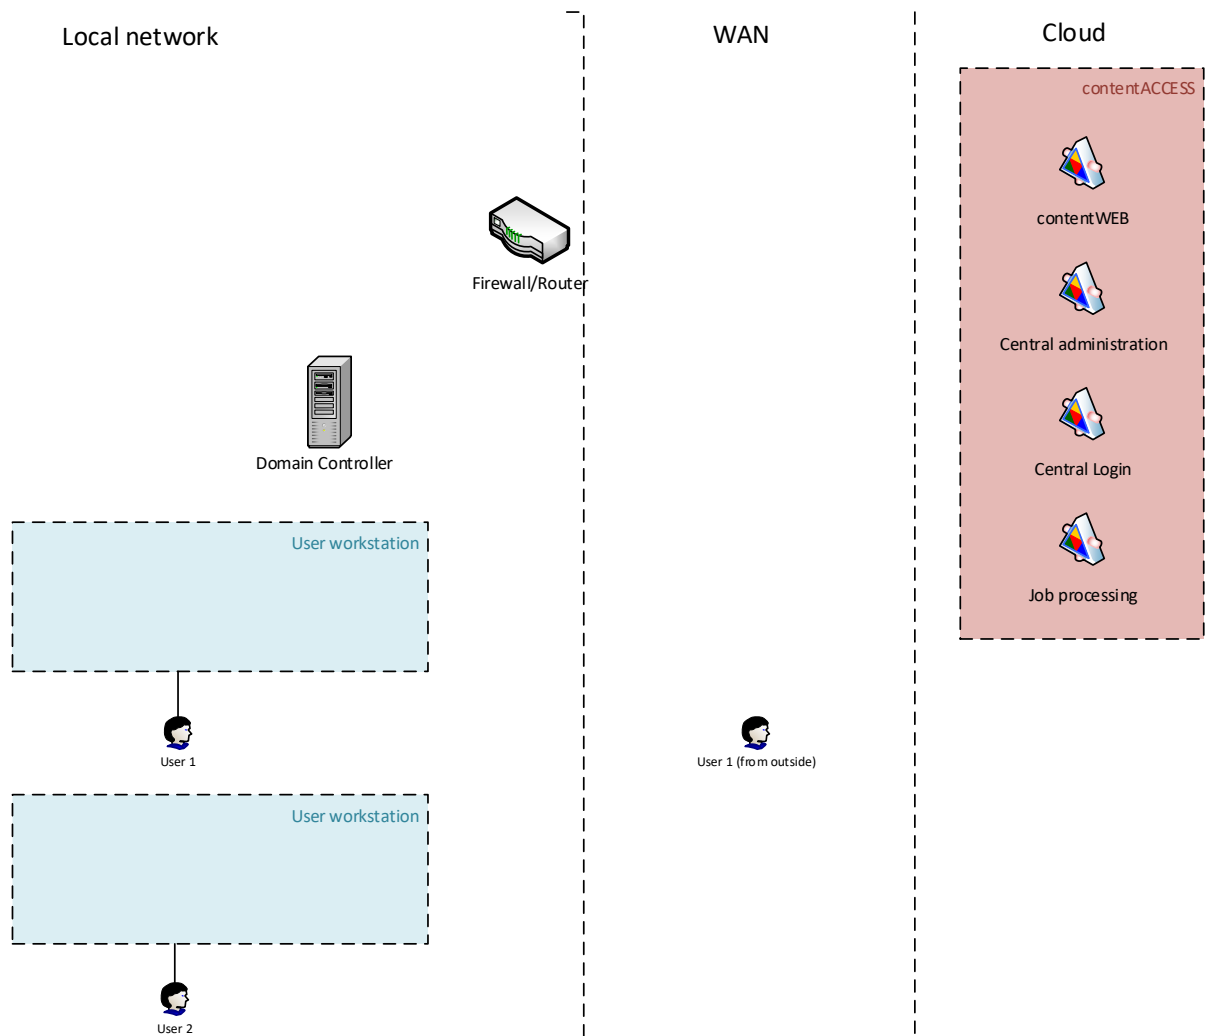 Local network
WAN
Cloud
contentACCESS
contentWEB
Firewall/Router
Central administration
Domain Controller
Central Login
User workstation
Job processing
User 1
User 1 (from outside)
User workstation
User 2